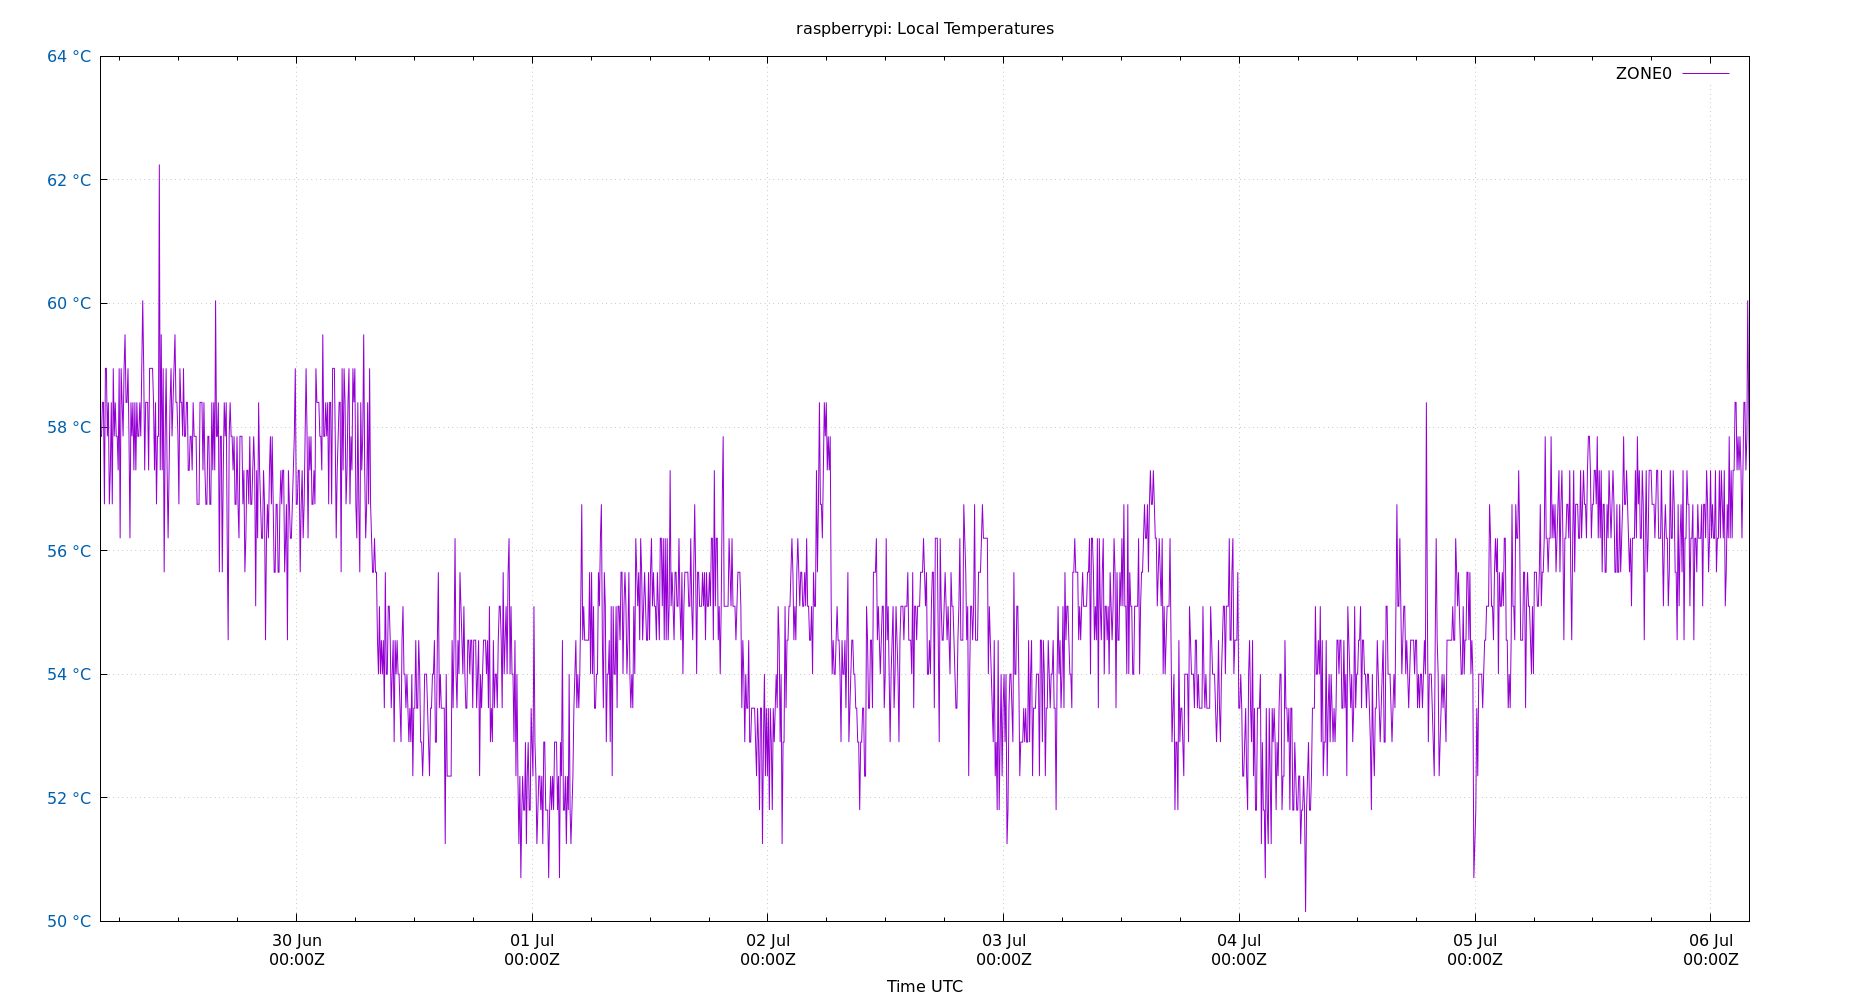 raspberrypi: Local Temperatures
64 °C
ZONE0
62 °C
60 °C
58 °C
56 °C
54 °C
52 °C
50 °C
30 Jun 01 Jul 02 Jul 03 Jul 04 Jul 05 Jul 06 Jul
00:00Z 00:00Z 00:00Z 00:00Z 00:00Z 00:00Z 00:00Z
Time UTC